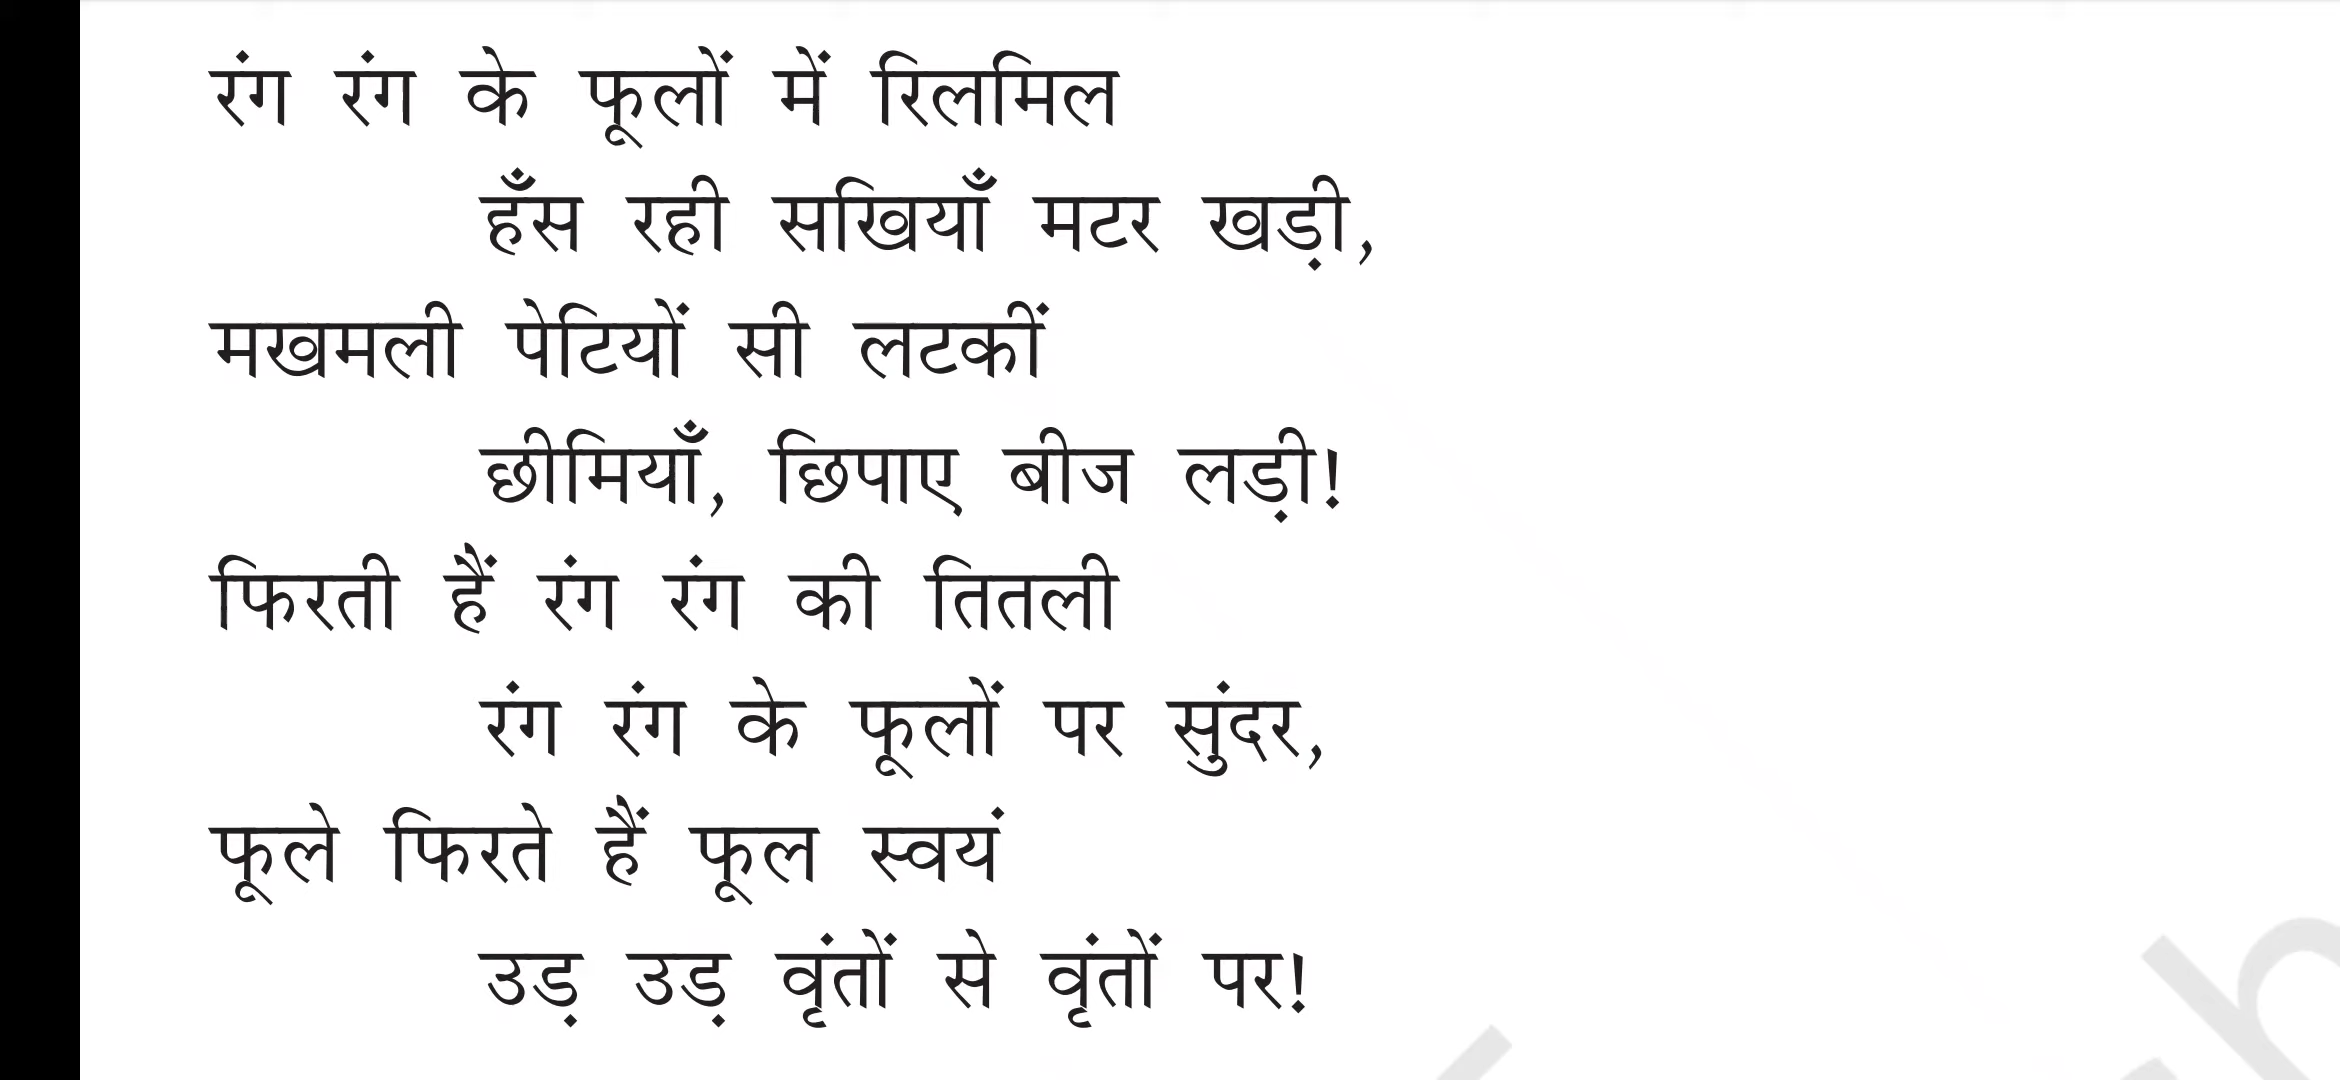 रंग रंग के फूलों में रिलमिल
हँस रही सखियाँ मटर खड़ी,
मखमली पेटियों सी लटकीं
छीमियाँ, छिपाए बीज लड़ी!
फिरती हैं रंग रंग की तितली
रंग रंग के फूलों पर सुंदर,
फूले फिरते हैं फूल स्वयं
उड़ उड़ वृंतों से वृंतों पर!